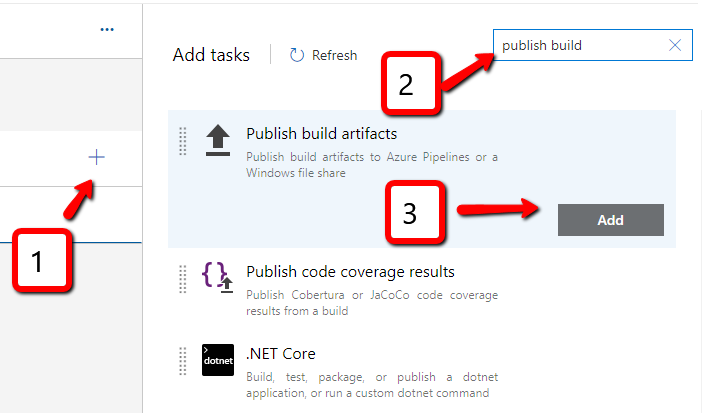 ...
Add tasks
Refresh
publish build
2
Publish build artifacts
Publish build artifacts to Azure Pipelines or a
Windows file share
3
Add
1
Publish code coverage results
Publish Cobertura or JaCoCo code coverage
results from a build
dotnet
.NET Core
Build, test, package, or publish a dotnet
application, or run a custom dotnet command